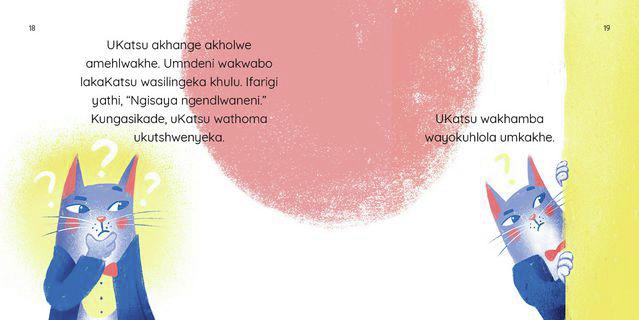 18
UKatsu akhange akholwe
amehlwakhe. Umndeni wakwabo
lakaKatsu wasilingeka khulu. Ifarigi
yathi, “Ngisaya ngendlwaneni.”
Kungasikade, uKatsu wathoma
ukutshwenyeka.
19
UKatsu wakhamba
wayokuhlola umkakhe.